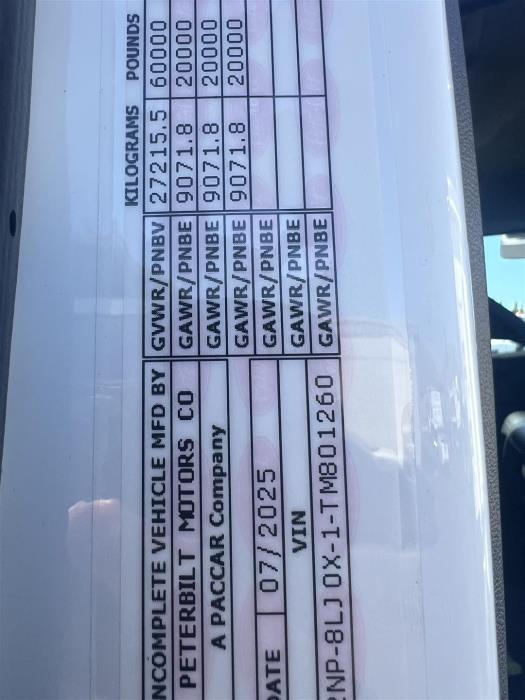 KILOGRAMS POUNDS
NCOMPLETE VEHICLE MFD BY GVWR/PNBV 27215.5 60000
PETERBILT MOTORS CO GAWR/PNBE 9071.8 20000
A PACCAR Company GAWR/PNBE 9071.8 20000
GAWR/PNBE 9071.8 20000
DATE 07/2025 GAWR/PNBE
VIN GAWR/PNBE
NP-8LJ0X-1-TM801260 GAWR/PNBE